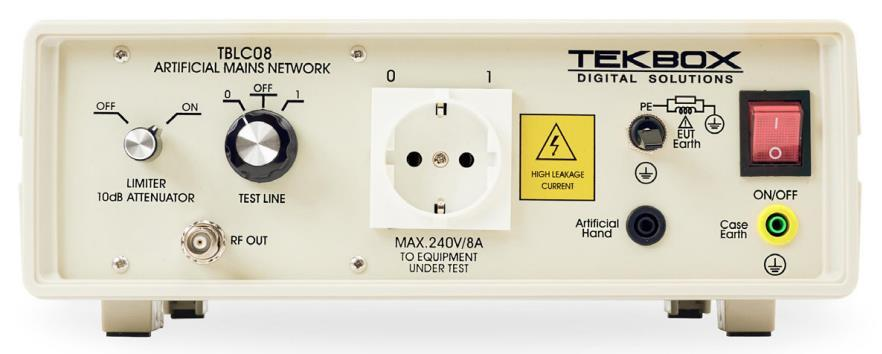 TBLC08
ARTIFICIAL MAINS NETWORK
OFF
ON
0
OFF
1
LIMITER
10dB ATTENUATOR
TEST LINE
RF OUT
0
1
MAX.240V/8A
TO EQUIPMENT
UNDER TEST
HIGH LEAKAGE
CURRENT
TEKBOX
DIGITAL SOLUTIONS
PE
EUT
Earth
Artificial
Hand
I
O
ON/OFF
Case
Earth